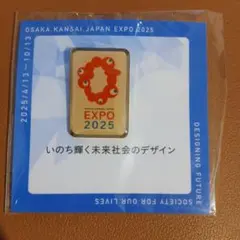 OSAKA KANSAI JAPAN EXPO 2025
2025/4/13-10/13
DESIGNING FUTURE
SOCIETY FOR OUR LIVES
EXPO
2025
いのち輝く未来社会のデザイン